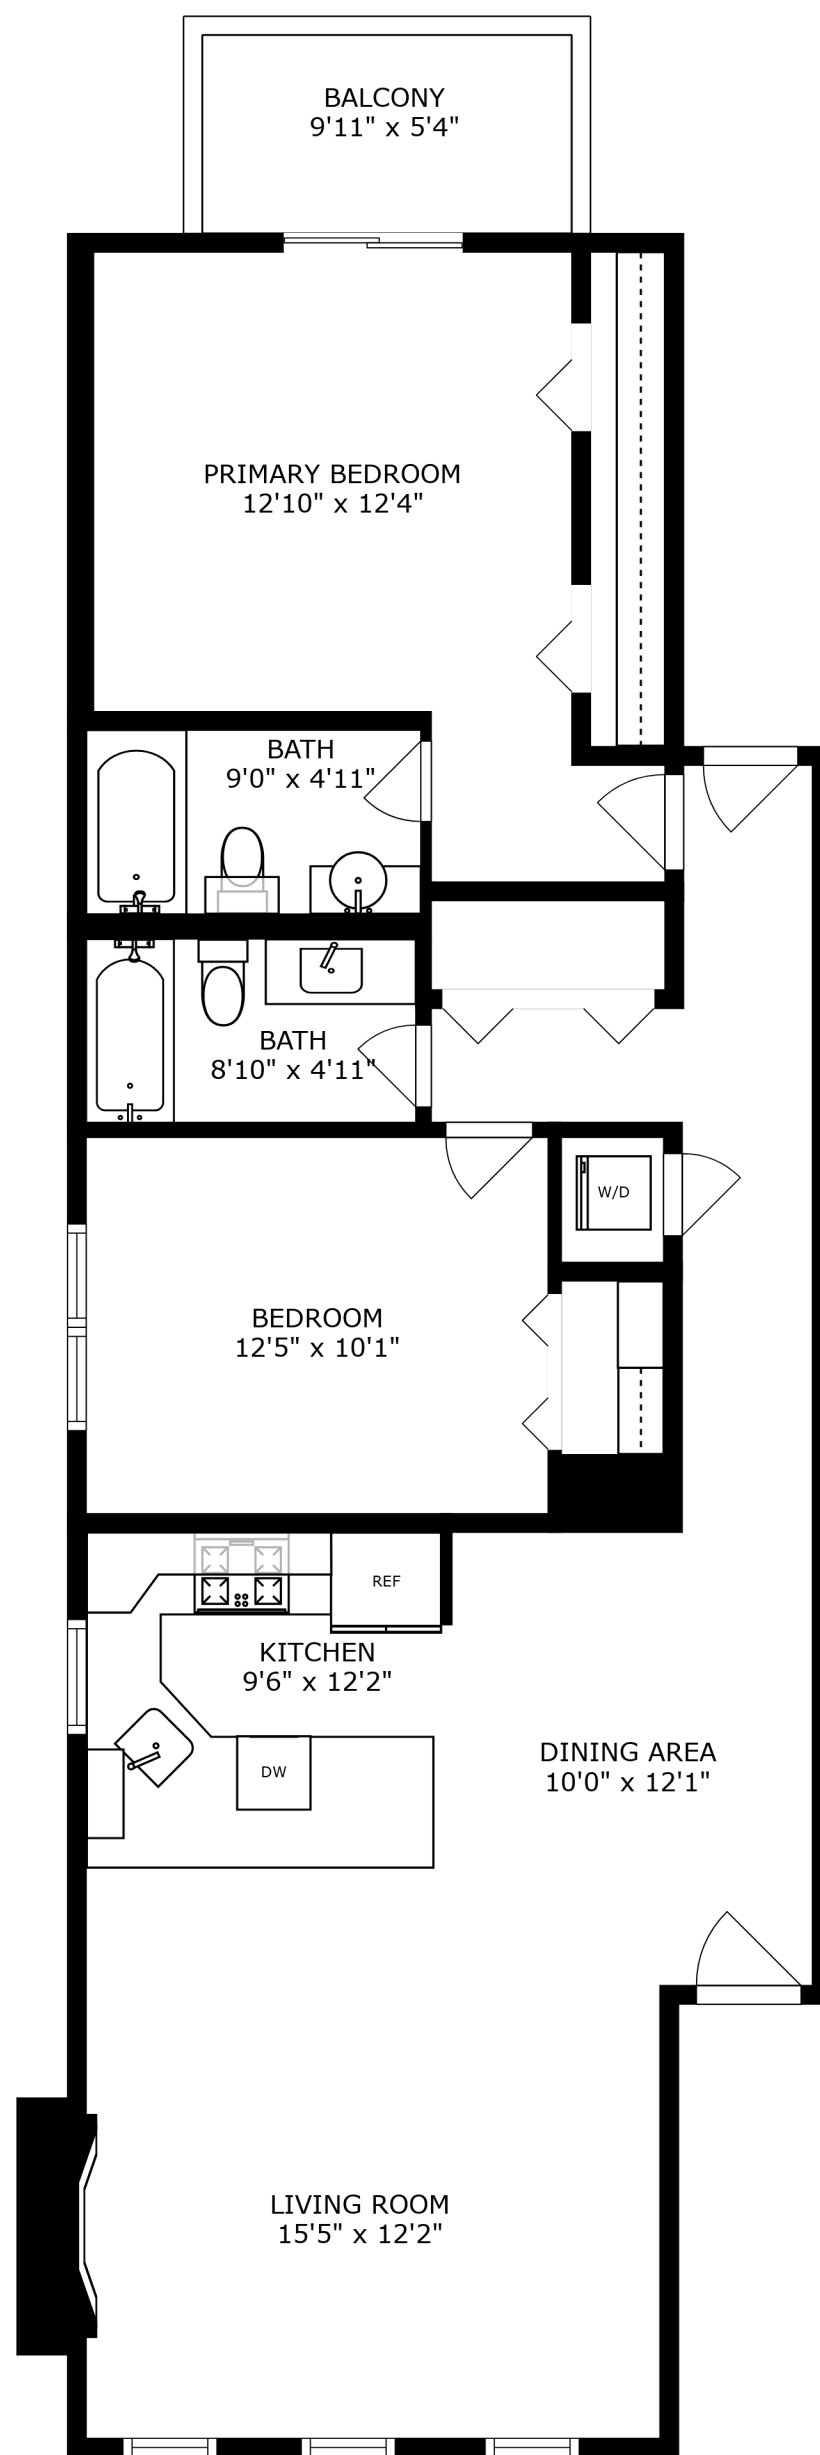 BALCONY
9'11" x 5'4"
PRIMARY BEDROOM
12'10" x 12'4"
BATH
9'0" x 4'11"
BATH
8'10" x 4'11"
W/D
BEDROOM
12'5" x 10'1"
REF
KITCHEN
9'6" x 12'2"
DINING AREA
10'0" x 12'1"
DW
LIVING ROOM
15'5" x 12'2"